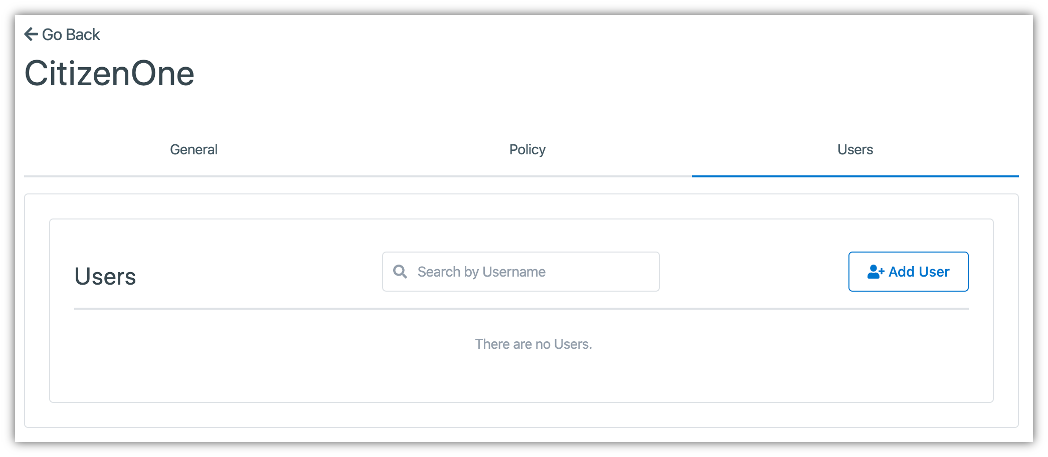 Go Back
CitizenOne
General Policy Users
Users Search by Username Add User
There are no Users.